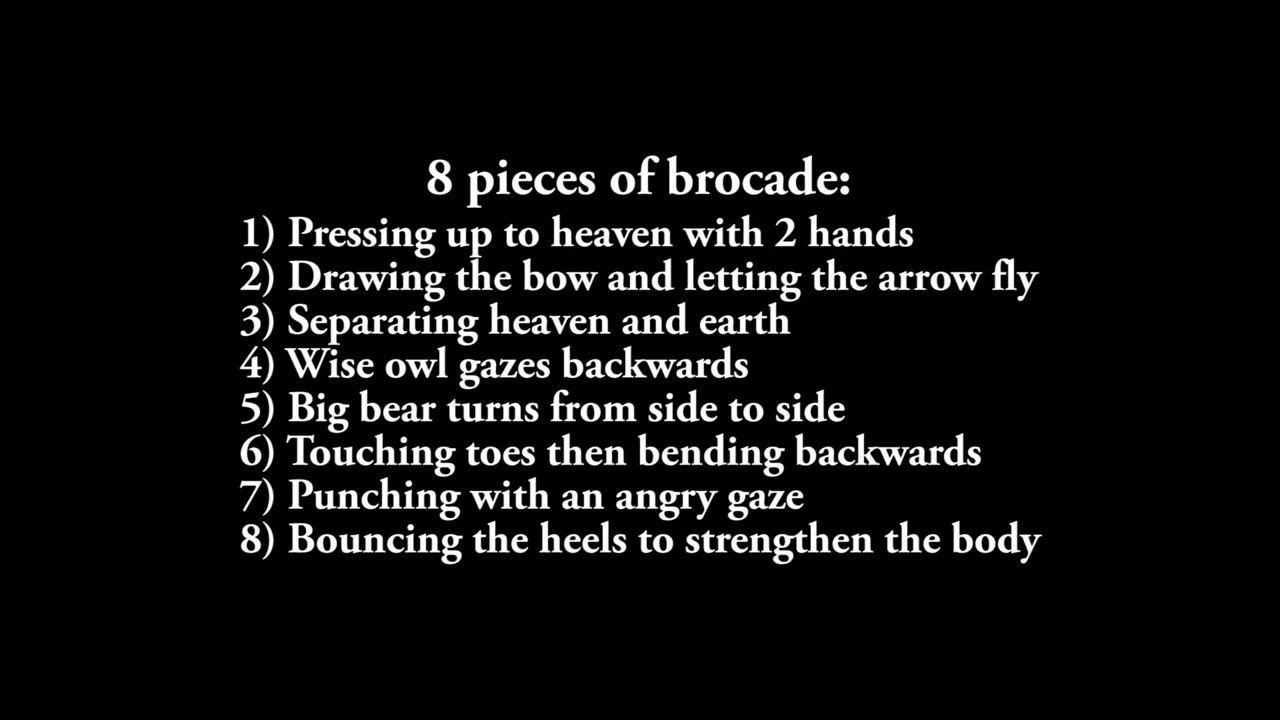 8 pieces of brocade:
1) Pressing up to heaven with 2 hands
2) Drawing the bow and letting the arrow fly
3) Separating heaven and earth
4) Wise owl gazes backwards
5) Big bear turns from side to side
6) Touching toes then bending backwards
7) Punching with an angry gaze
8) Bouncing the heels to strengthen the body